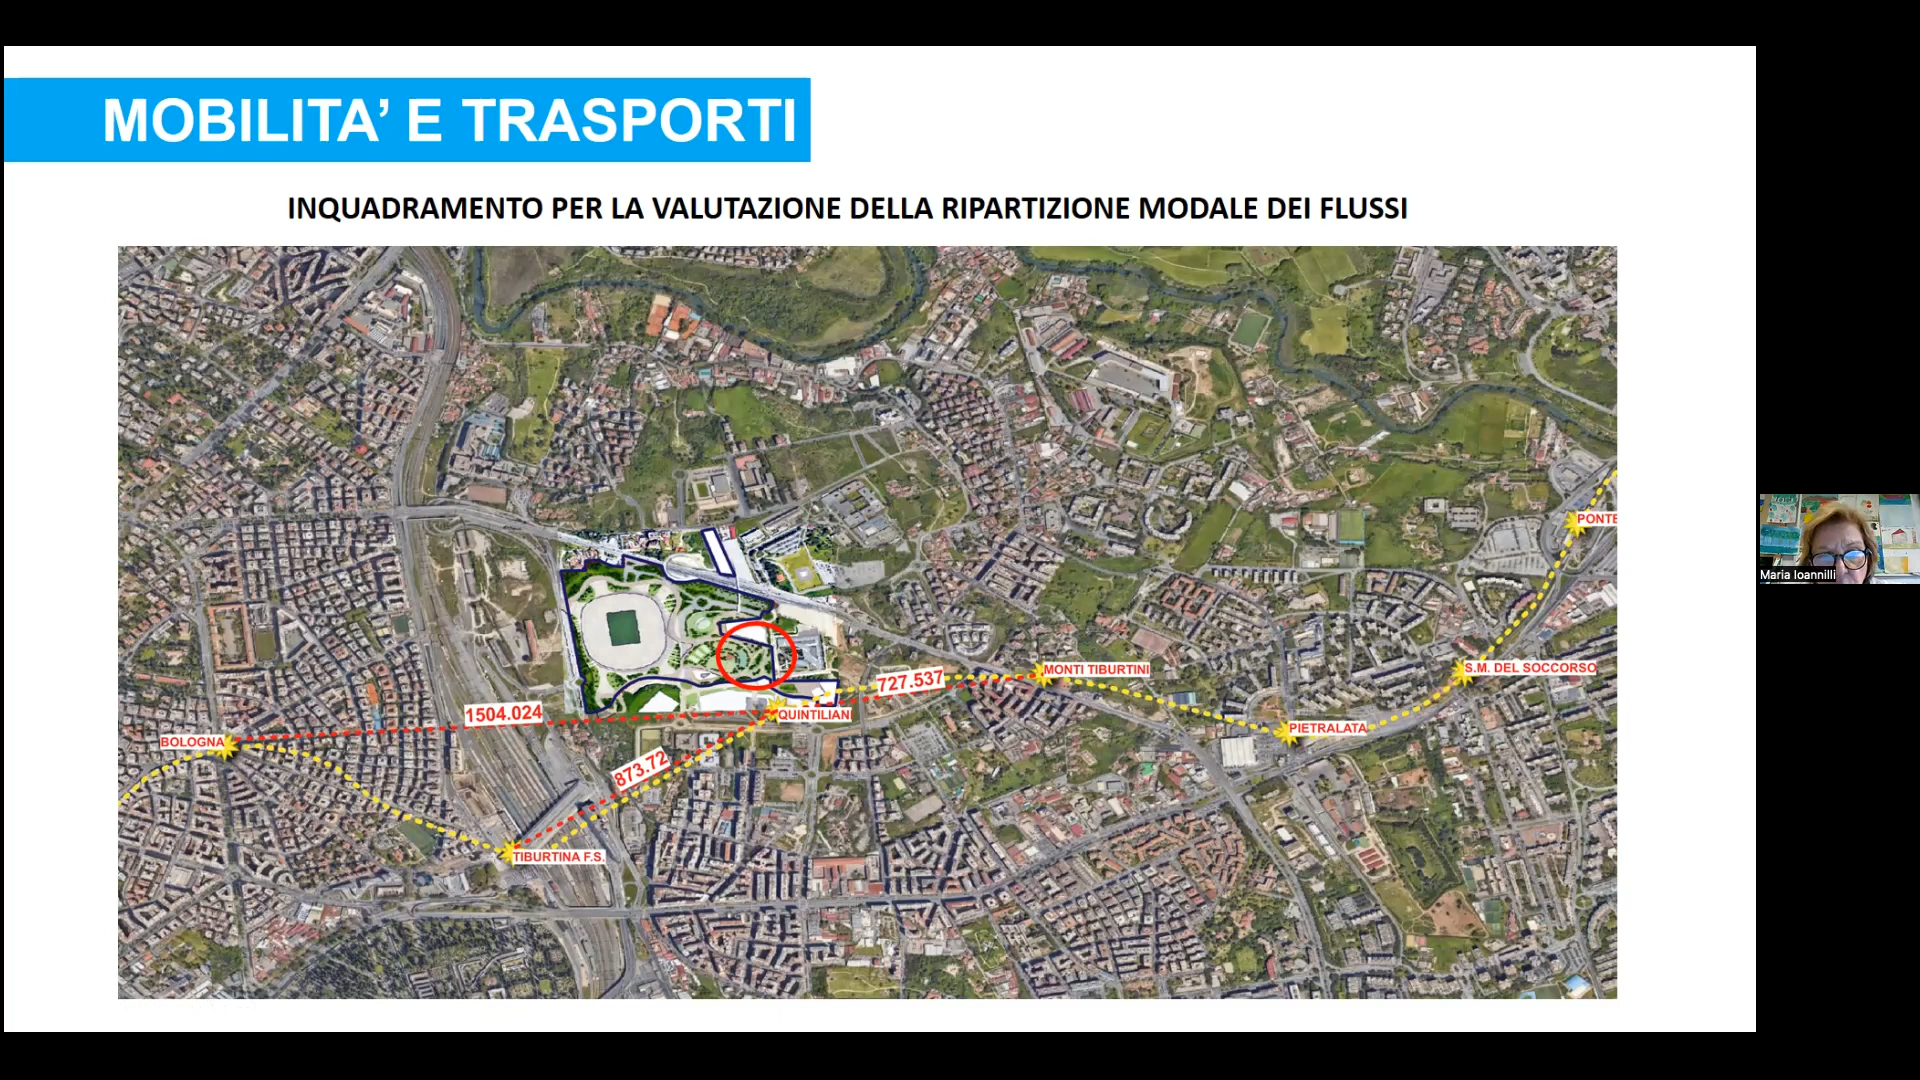 MOBILITA’ E TRASPORTI
INQUADRAMENTO PER LA VALUTAZIONE DELLA RIPARTIZIONE MODALE DEI FLUSSI
PONTE
MONTI TIBURTINI
S.M. DEL SOCCORSO
727.537
1504.024
QUINTILIANI
PIETRALATA
BOLOGNA
873.72
TIBURTINA F.S.
Maria Ioannilli